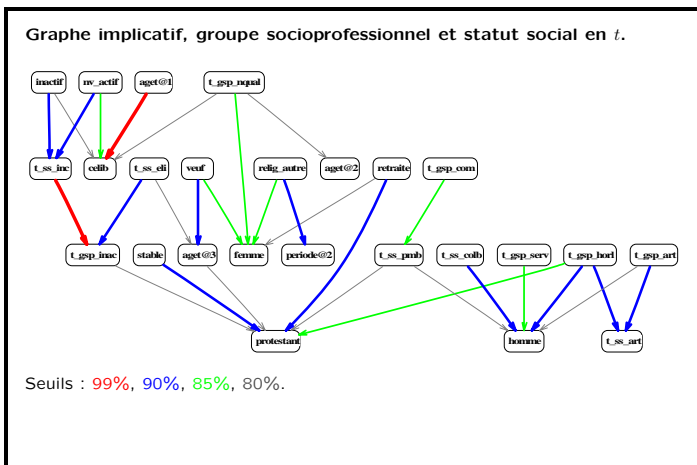 Graphe implicatif, groupe socioprofessionnel et statut social en t.
inactif nv_actif aget@1 t_gsp_nqual
t_ss_inc celib t_ss_eli veuf relig_autre aget@2 retraite t_gsp_com
t_gsp_inac stable aget@3 femme periode@2 t_ss_pmb t_ss_colb t_gsp_serv t_gsp_horl t_gsp_art
protestant homme t_ss_art
Seuils : 99%, 90%, 85%, 80%.